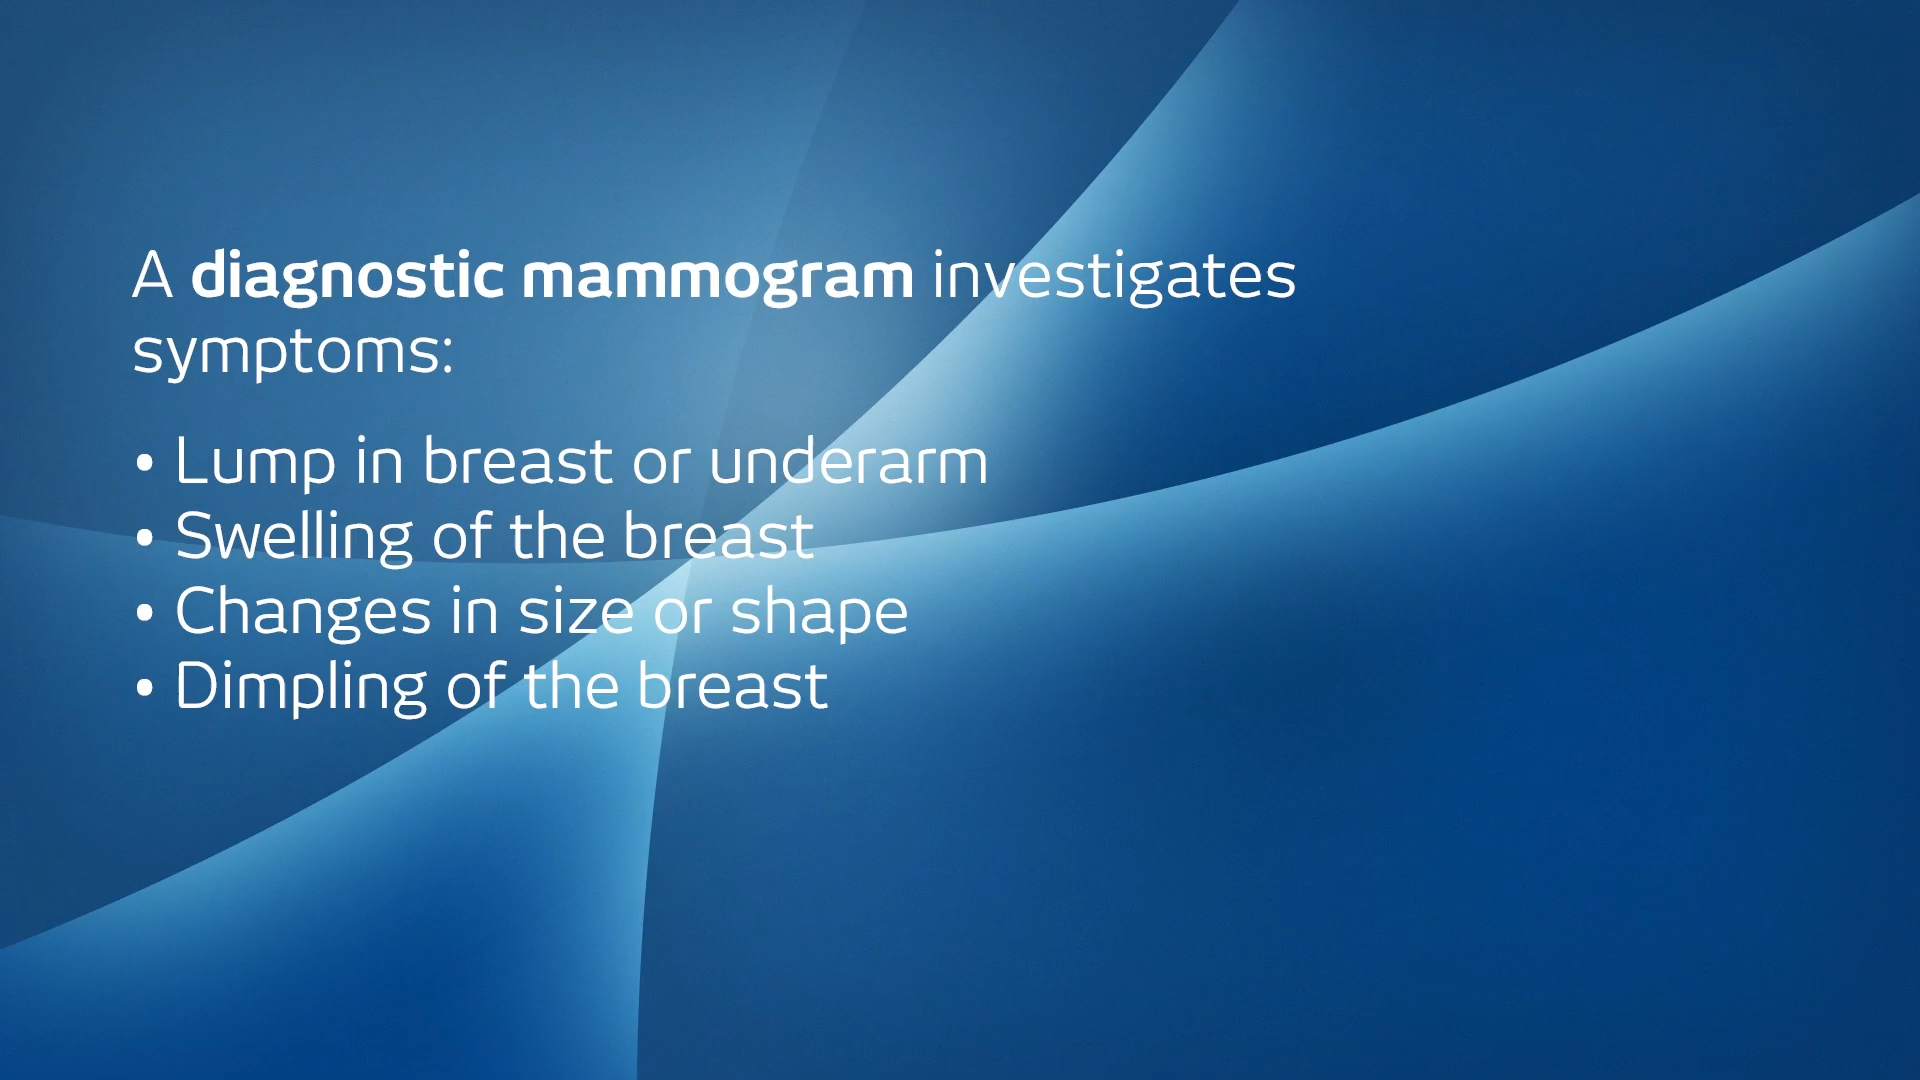 A diagnostic mammogram investigates
symptoms:
• Lump in breast or underarm
• Swelling of the breast
• Changes in size or shape
• Dimpling of the breast